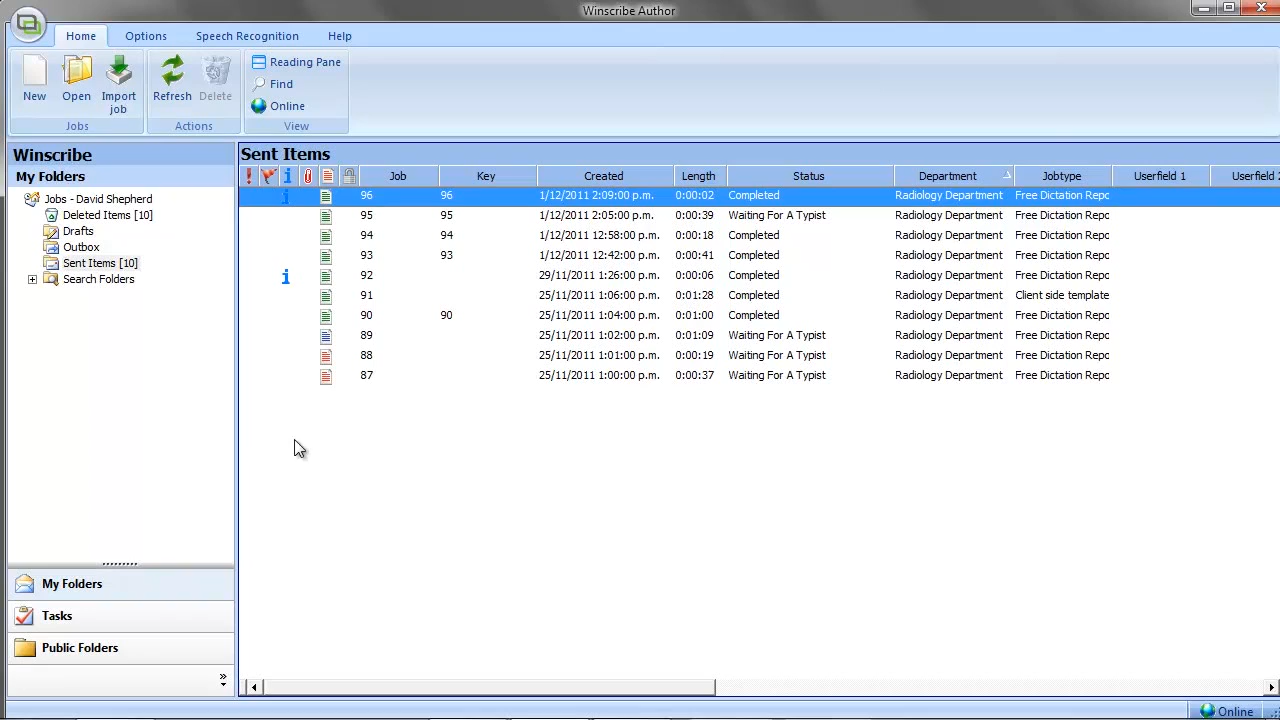 Winscribe Author
Home Options Speech Recognition Help
New Open Import job Refresh Delete Reading Pane
Find
Online
Jobs Actions View
Winscribe
My Folders
Jobs - David Shepherd
Deleted Items [10]
Drafts
Outbox
Sent Items [10]
Search Folders
My Folders
Tasks
Public Folders
Sent Items
Job Key Created Length Status Department Jobtype Userfield 1 Userfield 2
96 96 1/12/2011 2:09:00 p.m. 0:00:02 Completed Radiology Department Free Dictation Repo
95 95 1/12/2011 2:05:00 p.m. 0:00:39 Waiting For A Typist Radiology Department Free Dictation Repo
94 94 1/12/2011 12:58:00 p.m. 0:00:18 Completed Radiology Department Free Dictation Repo
93 93 1/12/2011 12:42:00 p.m. 0:00:41 Completed Radiology Department Free Dictation Repo
92 29/11/2011 1:26:00 p.m. 0:00:06 Completed Radiology Department Free Dictation Repo
91 25/11/2011 1:06:00 p.m. 0:01:28 Completed Radiology Department Client side template
90 90 25/11/2011 1:04:00 p.m. 0:01:00 Completed Radiology Department Free Dictation Repo
89 25/11/2011 1:02:00 p.m. 0:01:09 Waiting For A Typist Radiology Department Free Dictation Repo
88 25/11/2011 1:01:00 p.m. 0:00:19 Waiting For A Typist Radiology Department Free Dictation Repo
87 25/11/2011 1:00:00 p.m. 0:00:37 Waiting For A Typist Radiology Department Free Dictation Repo
Online